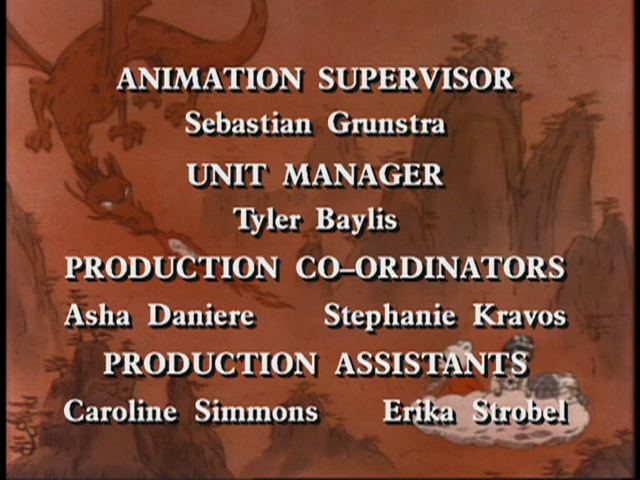 ANIMATION SUPERVISOR
Sebastian Grunstra
UNIT MANAGER
Tyler Baylis
PRODUCTION CO–ORDINATORS
Asha Daniere Stephanie Kravos
PRODUCTION ASSISTANTS
Caroline Simmons Erika Strobel